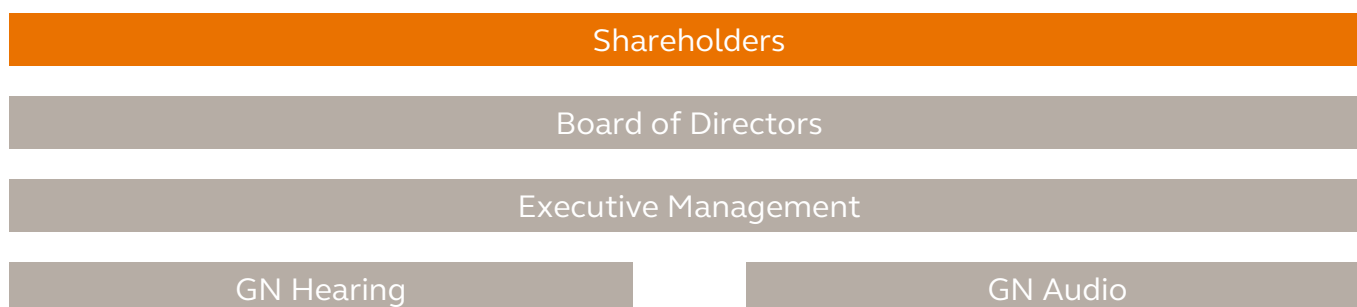 Shareholders
Board of Directors
Executive Management
GN Hearing
GN Audio